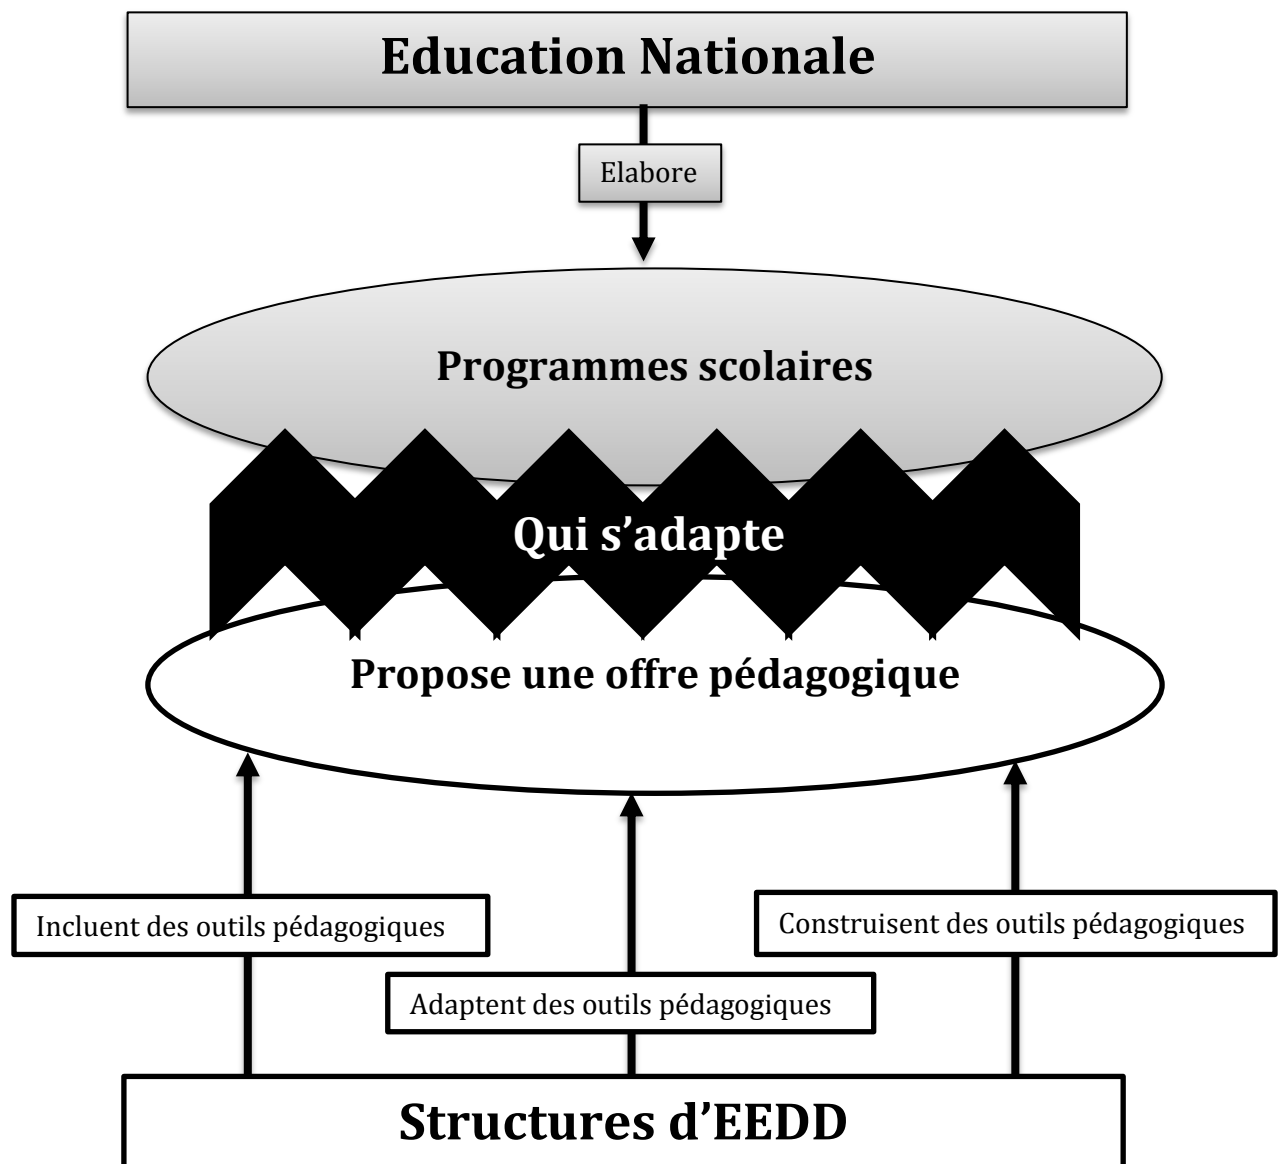 Education Nationale
Elabore
Programmes scolaires
Qui s’adapte
Propose une offre pédagogique
Incluent des outils pédagogiques
Construisent des outils pédagogiques
Adaptent des outils pédagogiques
Structures d’EEDD